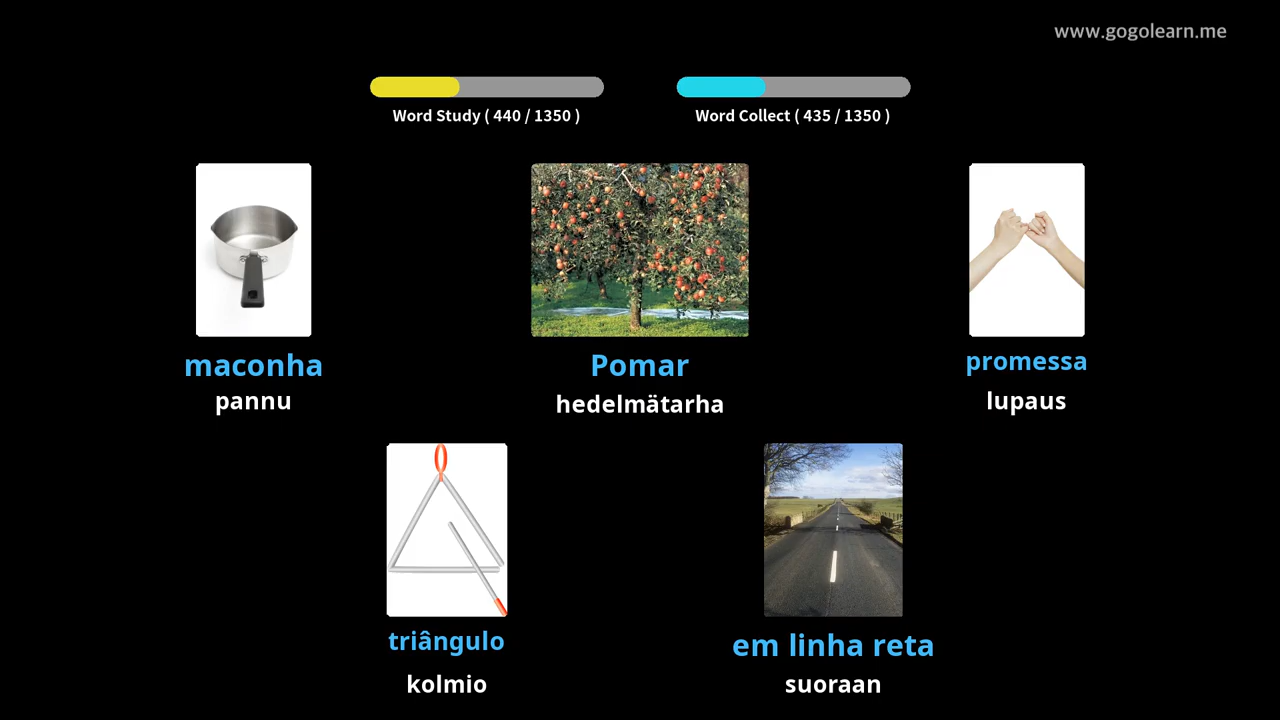 www.gogolearn.me
Word Study ( 440 / 1350 )
Word Collect ( 435 / 1350 )
maconha
pannu
Pomar
hedelmätarha
promessa
lupaus
triângulo
kolmio
em linha reta
suoraan